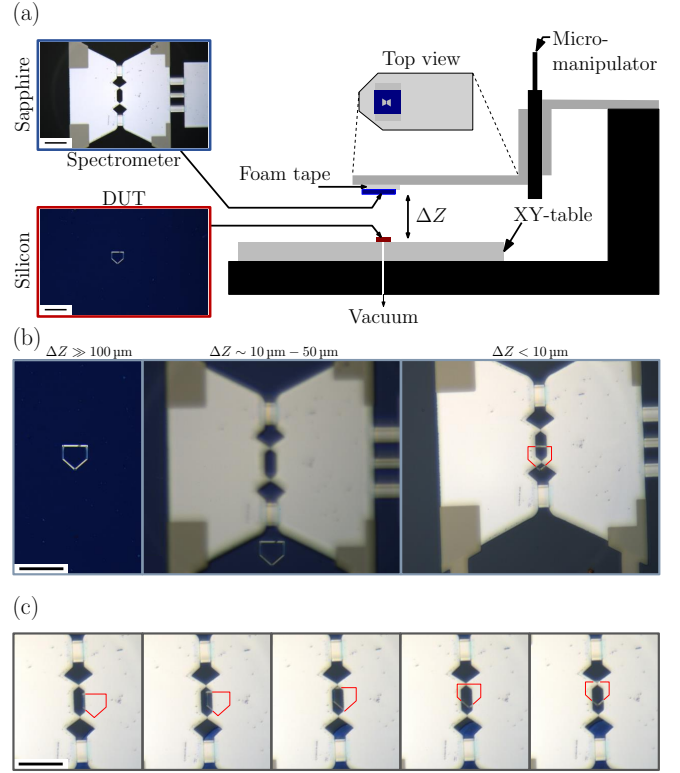 (a)
Sapphire
Spectrometer
DUT
Silicon
Top view
Micro-
manipulator
Foam tape
ΔZ
XY-table
Vacuum
(b)
ΔZ ≫ 100 µm
ΔZ ∼ 10 µm − 50 µm
ΔZ < 10 µm
(c)